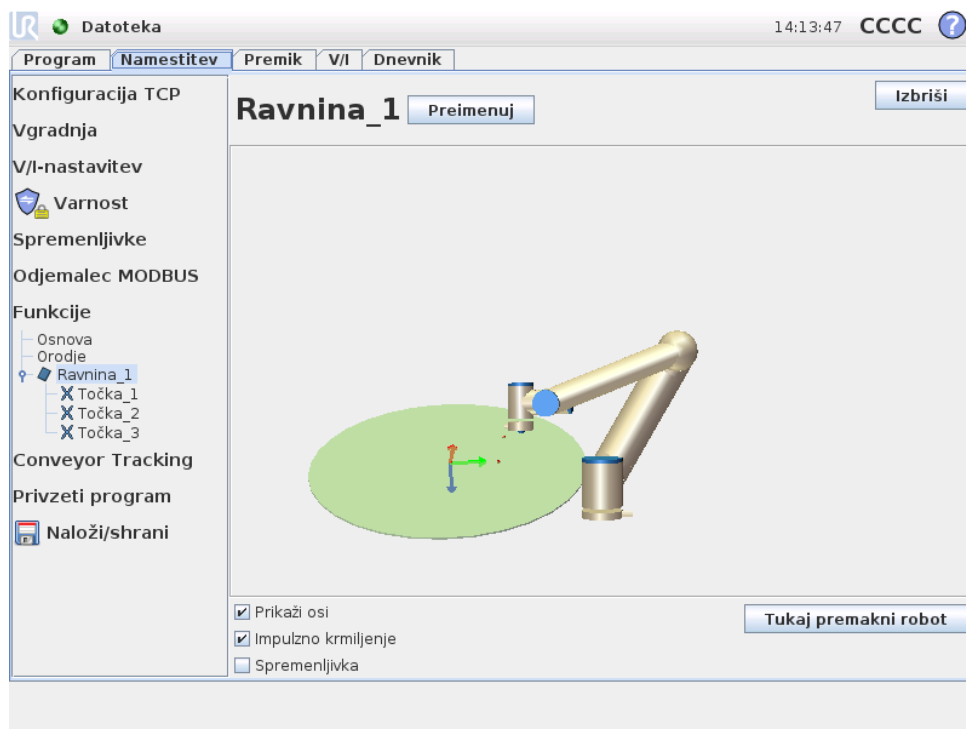 UR Datoteka 14:13:47 CCCC ?
Program Namestitev Premik V/I Dnevnik
Konfiguracija TCP
Vgradnja
V/I-nastavitev
Varnost
Spremenljivke
Odjemalec MODBUS
Funkcije
Osnova
Orodje
Ravnina_1
Točka_1
Točka_2
Točka_3
Conveyor Tracking
Privzeti program
Naloži/shrani
Ravnina_1 Preimenuj Izbriši
Prikaži osi
Impulzno krmiljenje
Spremenljivka
Tukaj premakni robot